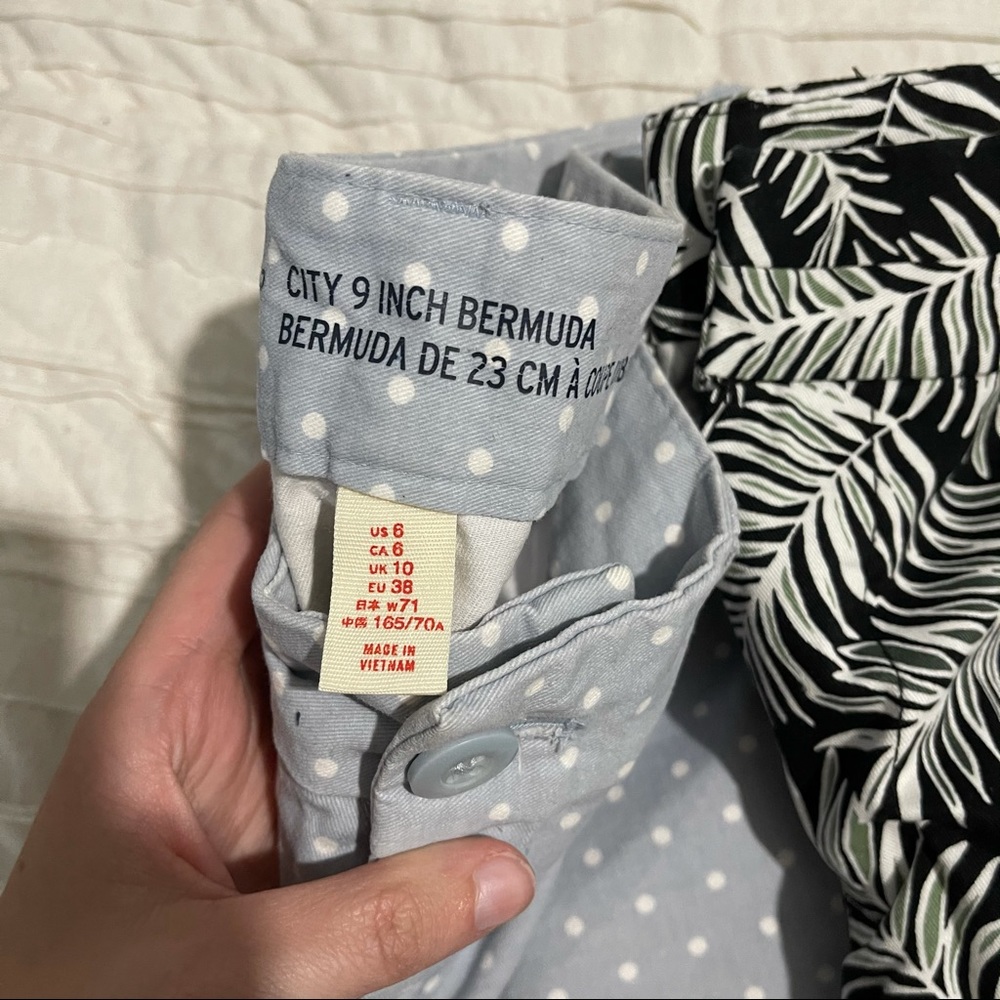 CITY 9 INCH BERMUDA
BERMUDA DE 23 CM À COUPE
US 6
CA 6
UK 10
EU 38
日本 W71
中国 165/70A
MADE IN
VIETNAM